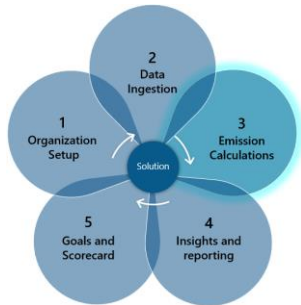 1
Organization
Setup
2
Data
Ingestion
3
Emission
Calculations
4
Insights and
reporting
5
Goals and
Scorecard
Solution